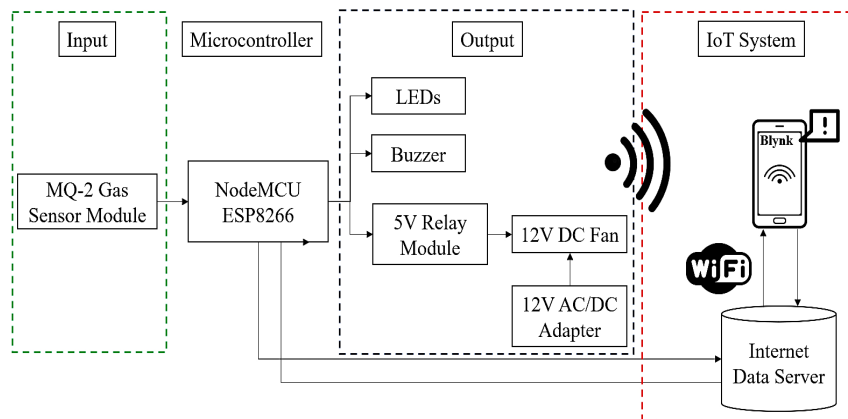 Input
Microcontroller
Output
IoT System
LEDs
Buzzer
MQ-2 Gas
Sensor Module
NodeMCU
ESP8266
5V Relay
Module
12V DC Fan
12V AC/DC
Adapter
Blynk
!
WiFi
Internet
Data Server